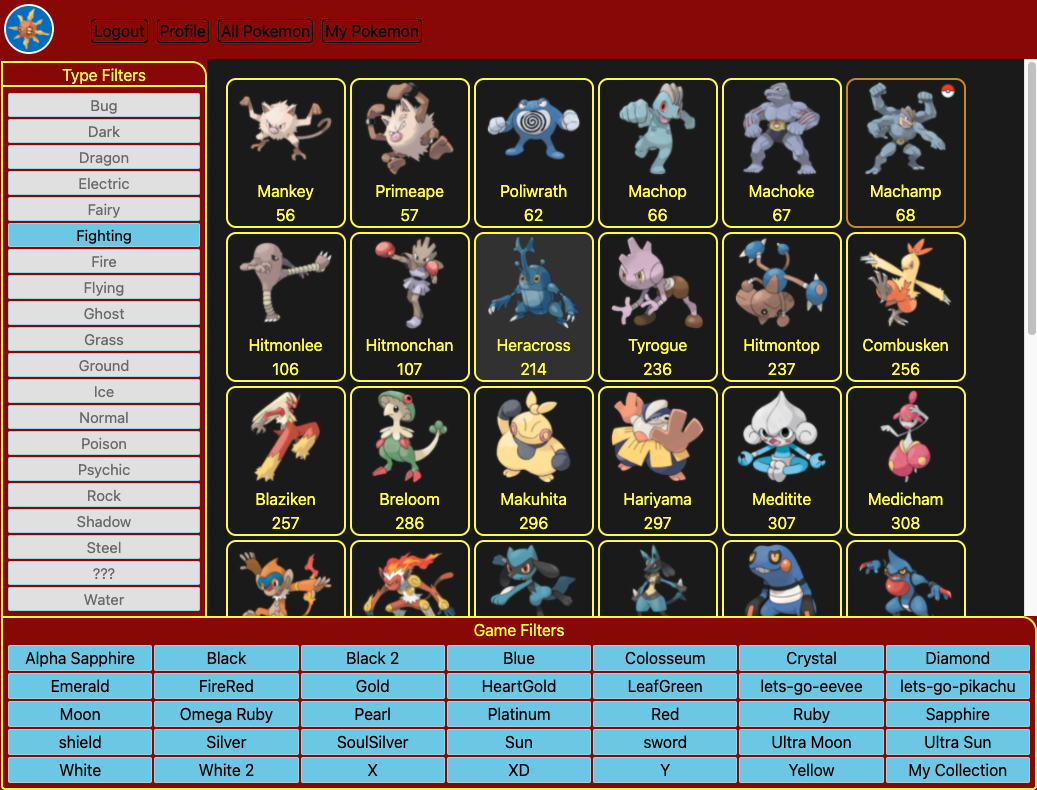 Logout Profile All Pokemon My Pokemon
Type Filters
Bug
Dark
Dragon
Electric
Fairy
Fighting
Fire
Flying
Ghost
Grass
Ground
Ice
Normal
Poison
Psychic
Rock
Shadow
Steel
???
Water
Mankey Primeape Poliwrath Machop Machoke Machamp
56 57 62 66 67 68
Hitmonlee Hitmonchan Heracross Tyrogue Hitmontop Combusken
106 107 214 236 237 256
Blaziken Breloom Makuhita Hariyama Meditite Medicham
257 286 296 297 307 308
Game Filters
Alpha Sapphire Black Black 2 Blue Colosseum Crystal Diamond
Emerald FireRed Gold HeartGold LeafGreen lets-go-eevee lets-go-pikachu
Moon Omega Ruby Pearl Platinum Red Ruby Sapphire
shield Silver SoulSilver Sun sword Ultra Moon Ultra Sun
White White 2 X XD Y Yellow My Collection